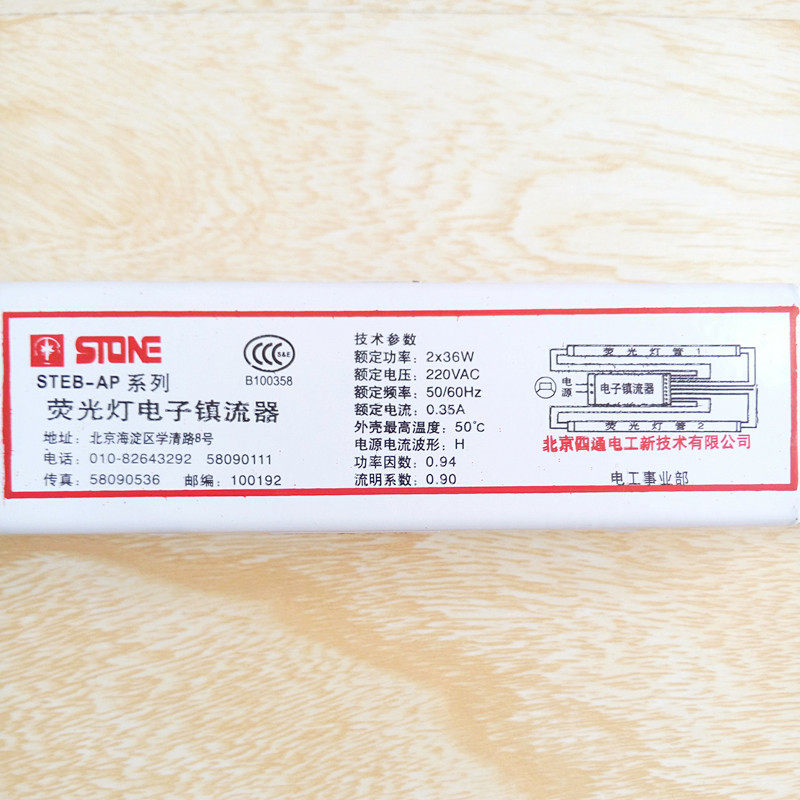 STONE
S&E
B100358
STEB-AP 系列
荧光灯电子镇流器
地址：北京海淀区学清路8号
电话：010-82643292 58090111
传真：58090536 邮编：100192
技术参数
额定功率：2x36W
额定电压：220VAC
额定频率：50/60Hz
额定电流：0.35A
外壳最高温度：50℃
电源电流波形：H
功率因数：0.94
流明系数：0.90
荧光灯管 1
电源
电子镇流器
荧光灯管 2
北京四通电工新技术有限公司
电工事业部